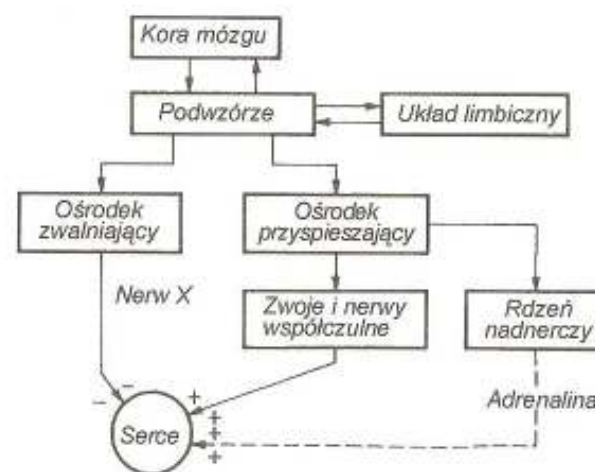 Kora mózgu
Podwzórze
Układ limbiczny
Ośrodek
zwalniający
Ośrodek
przyspieszający
Nerw X
Zwoje i nerwy
współczulne
Rdzeń
nadnerczy
Adrenalina
– –
+
+
+
+
Serce